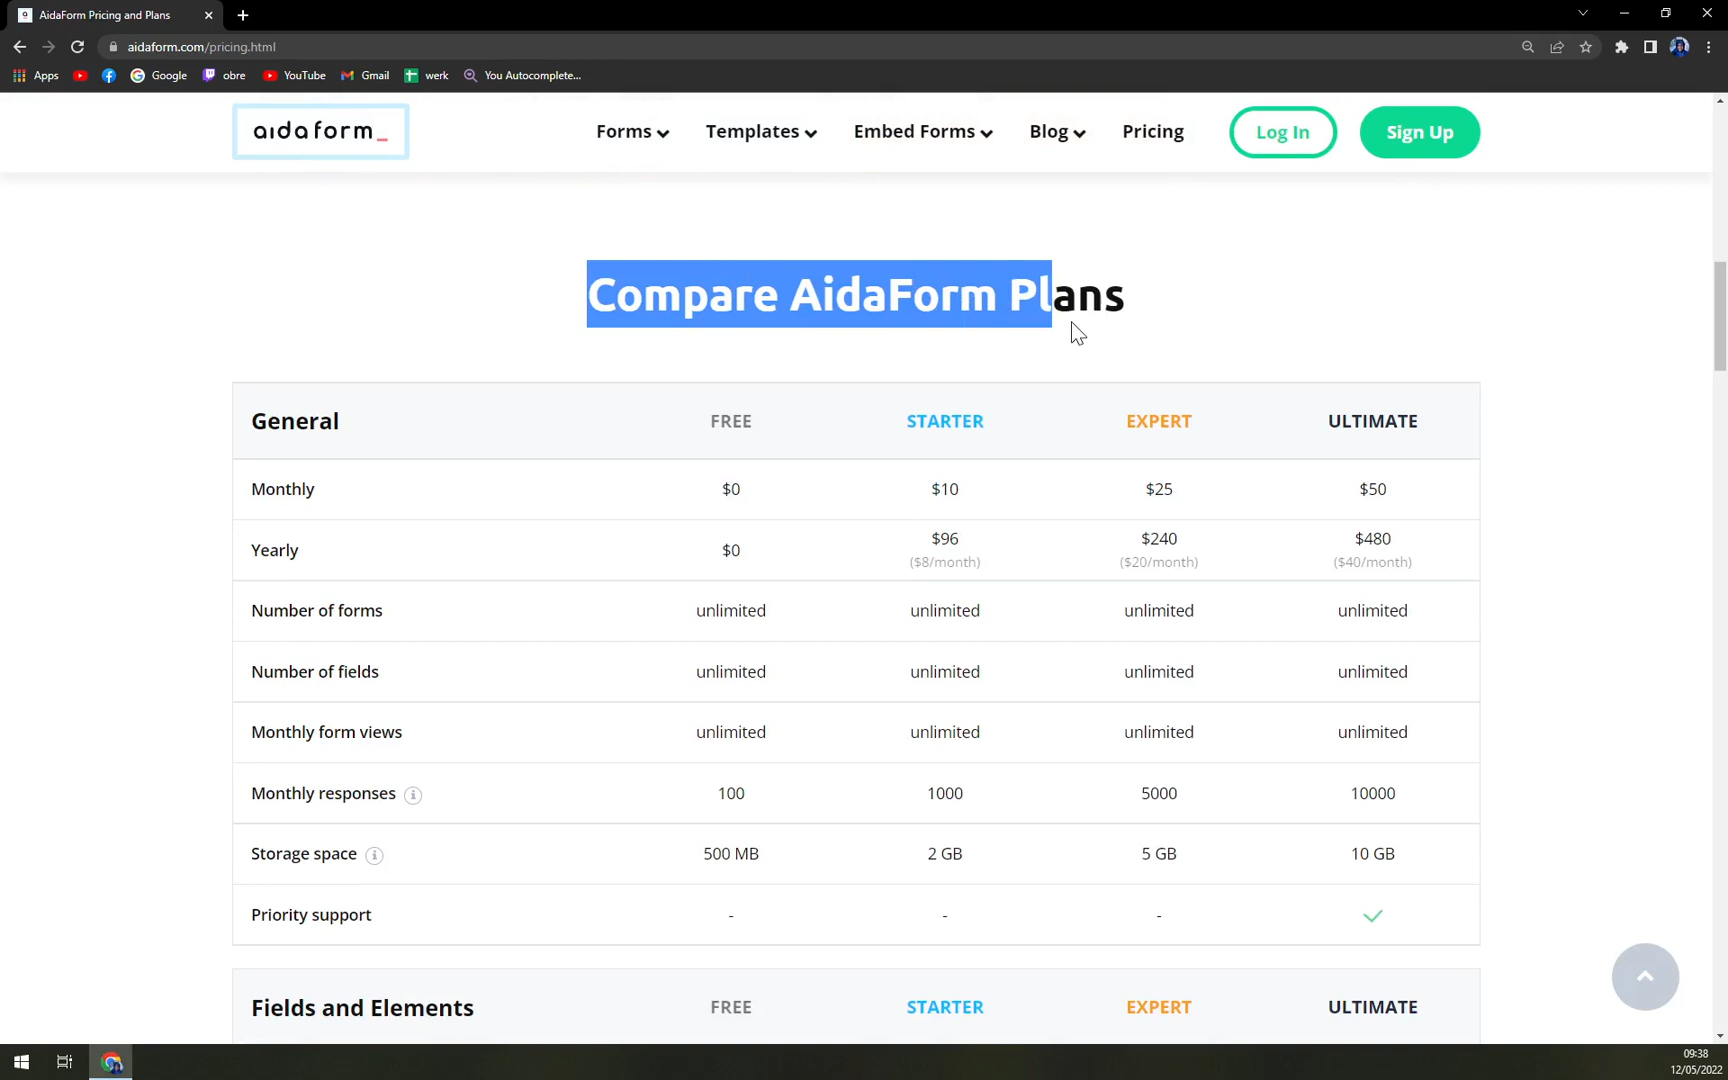 AidaForm Pricing and Plans
aidaform.com/pricing.html
Apps
Google
obre
YouTube
Gmail
werk
You Autocomplete...
aidaform_
Forms
Templates
Embed Forms
Blog
Pricing
Log In
Sign Up
Compare AidaForm Plans
General FREE STARTER EXPERT ULTIMATE
Monthly $0 $10 $25 $50
Yearly $0 $96 $240 $480
($8/month) ($20/month) ($40/month)
Number of forms unlimited unlimited unlimited unlimited
Number of fields unlimited unlimited unlimited unlimited
Monthly form views unlimited unlimited unlimited unlimited
Monthly responses i 100 1000 5000 10000
Storage space i 500 MB 2 GB 5 GB 10 GB
Priority support - - -
Fields and Elements FREE STARTER EXPERT ULTIMATE
09:38
12/05/2022